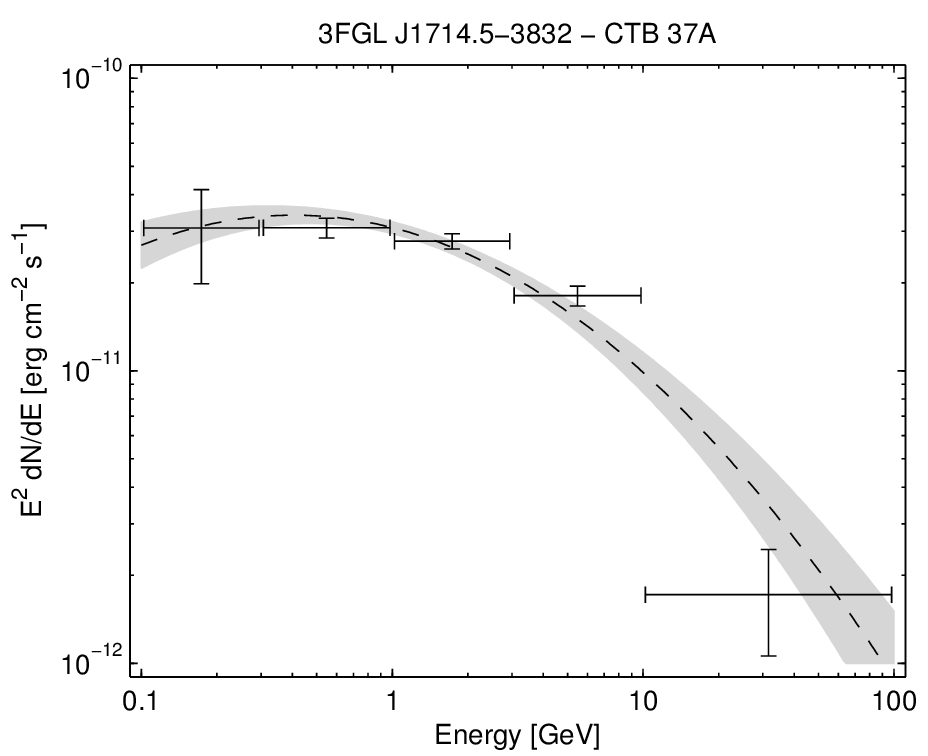 3FGL J1714.5−3832 − CTB 37A
10⁻¹⁰
10⁻¹¹
10⁻¹²
E² dN/dE [erg cm⁻² s⁻¹]
0.1 1 10 100
Energy [GeV]